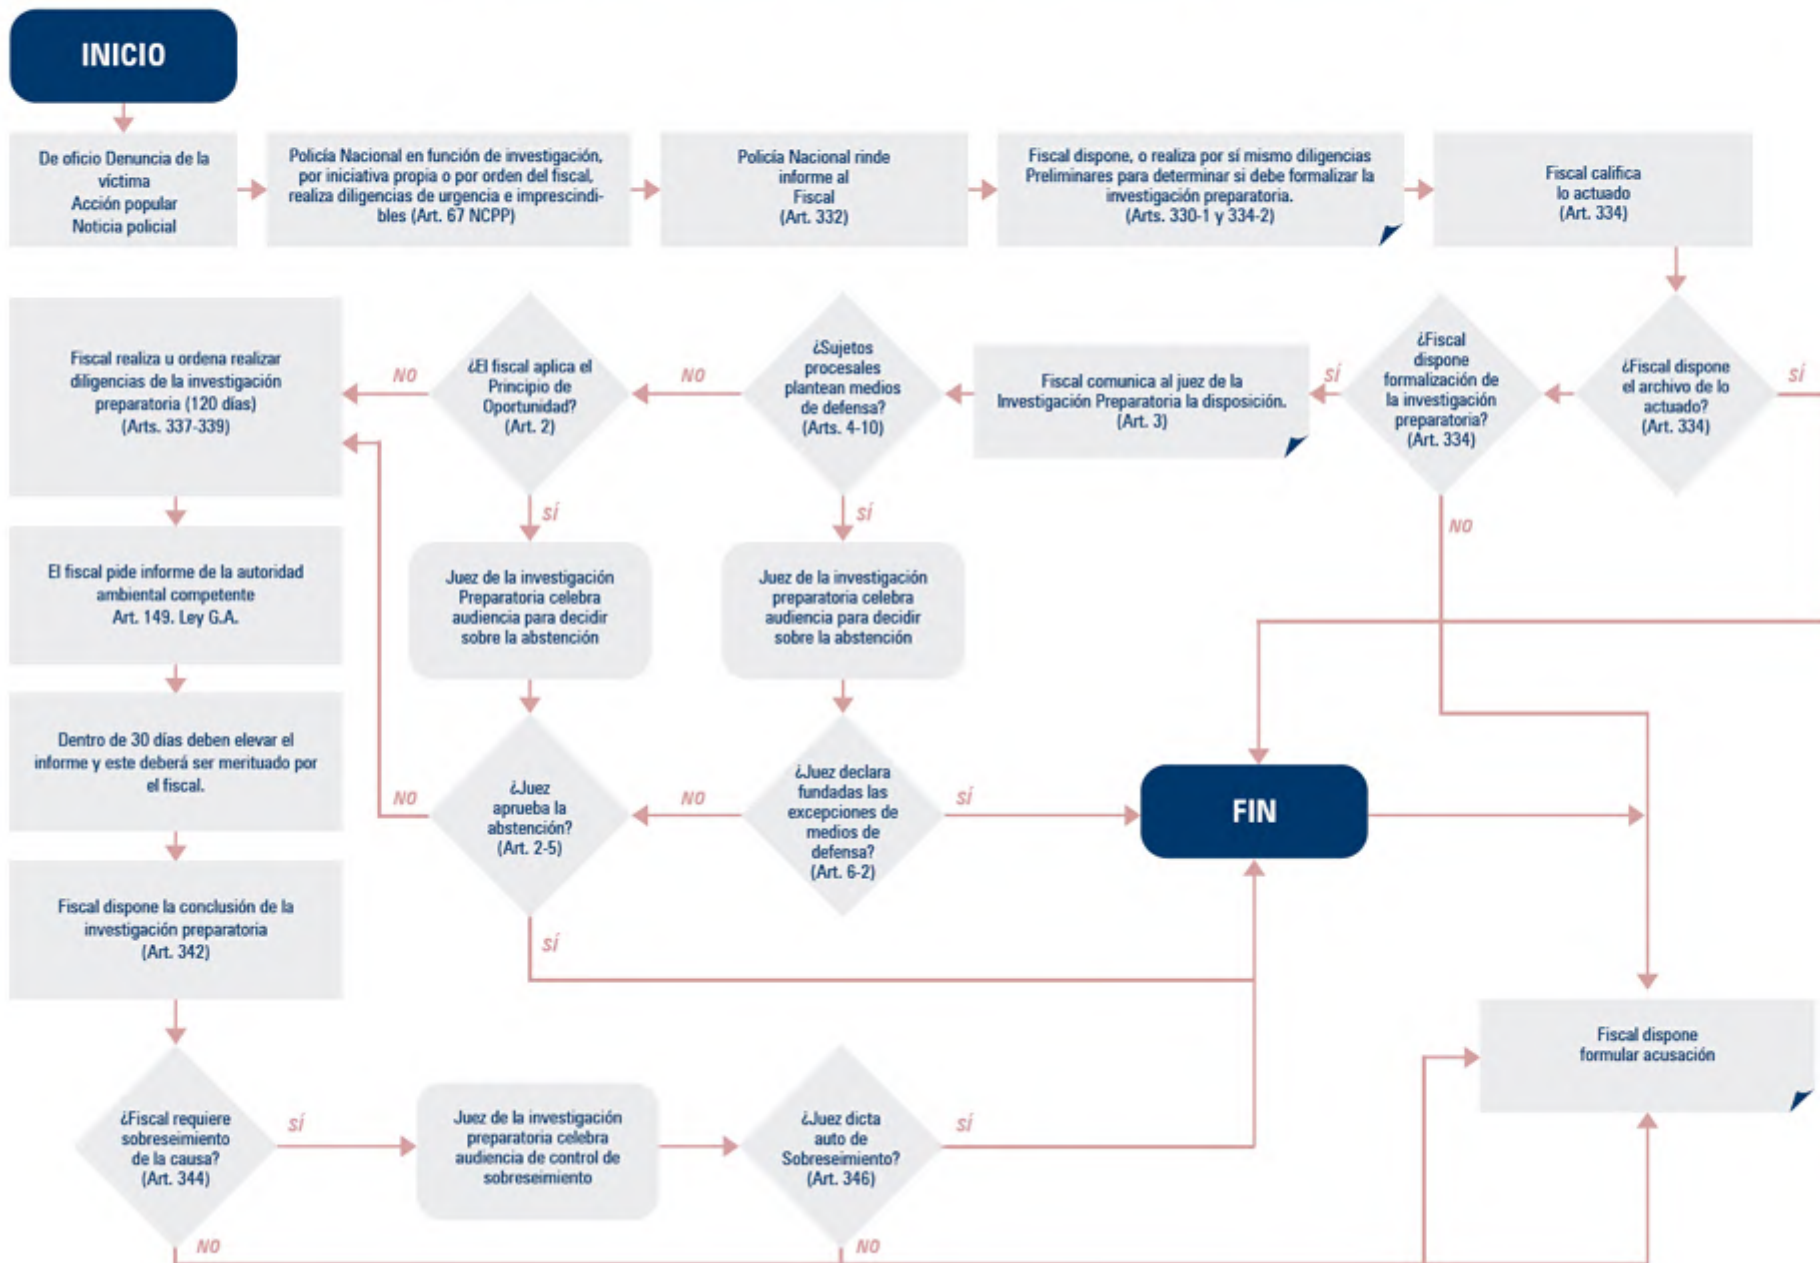 INICIO
De oficio Denuncia de la
víctima
Acción popular
Noticia policial
Policía Nacional en función de investigación,
por iniciativa propia o por orden del fiscal,
realiza diligencias de urgencia e imprescindi-
bles (Art. 67 NCPP)
Policía Nacional rinde
informe al
Fiscal
(Art. 332)
Fiscal dispone, o realiza por sí mismo diligencias
Preliminares para determinar si debe formalizar la
investigación preparatoria.
(Arts. 330-1 y 334-2)
Fiscal califica
lo actuado
(Art. 334)
¿Fiscal dispone
el archivo de lo
actuado?
(Art. 334)
SÍ
¿Fiscal
dispone
formalización de
la investigación
preparatoria?
(Art. 334)
SÍ
NO
Fiscal comunica al juez de la
Investigación Preparatoria la disposición.
(Art. 3)
¿Sujetos
procesales
plantean medios
de defensa?
(Arts. 4-10)
NO
SÍ
¿El fiscal aplica el
Principio de
Oportunidad?
(Art. 2)
NO
SÍ
Fiscal realiza u ordena realizar
diligencias de la investigación
preparatoria (120 días)
(Arts. 337-339)
El fiscal pide informe de la autoridad
ambiental competente
Art. 149. Ley G.A.
Juez de la investigación
Preparatoria celebra
audiencia para decidir
sobre la abstención
Juez de la investigación
preparatoria celebra
audiencia para decidir
sobre la abstención
Dentro de 30 días deben elevar el
informe y este deberá ser merituado por
el fiscal.
NO
¿Juez
aprueba la
abstención?
(Art. 2-5)
SÍ
NO
¿Juez declara
fundadas las
excepciones de
medios de
defensa?
(Art. 6-2)
SÍ
FIN
Fiscal dispone la conclusión de la
investigación preparatoria
(Art. 342)
Fiscal dispone
formular acusación
¿Fiscal requiere
sobreseimiento
de la causa?
(Art. 344)
SÍ
NO
Juez de la investigación
preparatoria celebra
audiencia de control de
sobreseimiento
¿Juez dicta
auto de
Sobreseimiento?
(Art. 346)
SÍ
NO